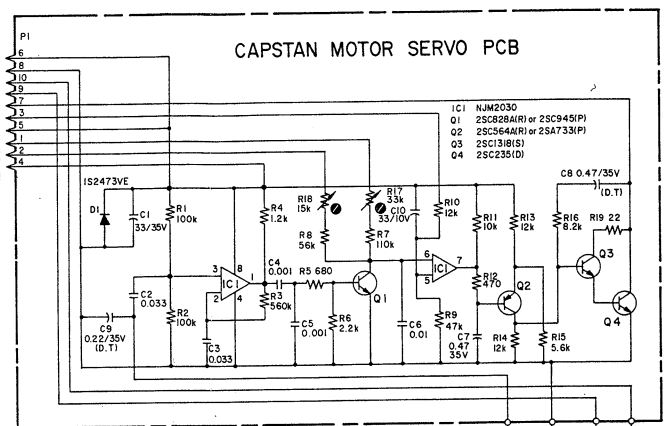 P1
CAPSTAN MOTOR SERVO PCB
6
8
10
9
7
3
5
1
2
4
IC1 NJM2030
Q1 2SC828A(R) or 2SC945(P)
Q2 2SC564A(R) or 2SA733(P)
Q3 2SC1318(S)
Q4 2SC235(D)
C8 0.47/35V
(D.T)
1S2473VE
D1
C1
33/35V
R1
100k
R4
1.2k
R18
15k
R17
33k
C10
33/10V
R10
12k
R11
10k
R13
12k
R16
8.2k
R19 22
R8
56k
R7
110k
Q3
3
8
IC1
1
2
4
C4
0.001
R5 680
Q1
6
IC1
7
5
R12
470
Q2
Q4
C2
0.033
R2
100k
R3
560k
C9
0.22/35V
(D.T)
C3
0.033
C5
0.001
R6
2.2k
C6
0.01
R9
47k
C7
0.47
35V
R14
12k
R15
5.6k